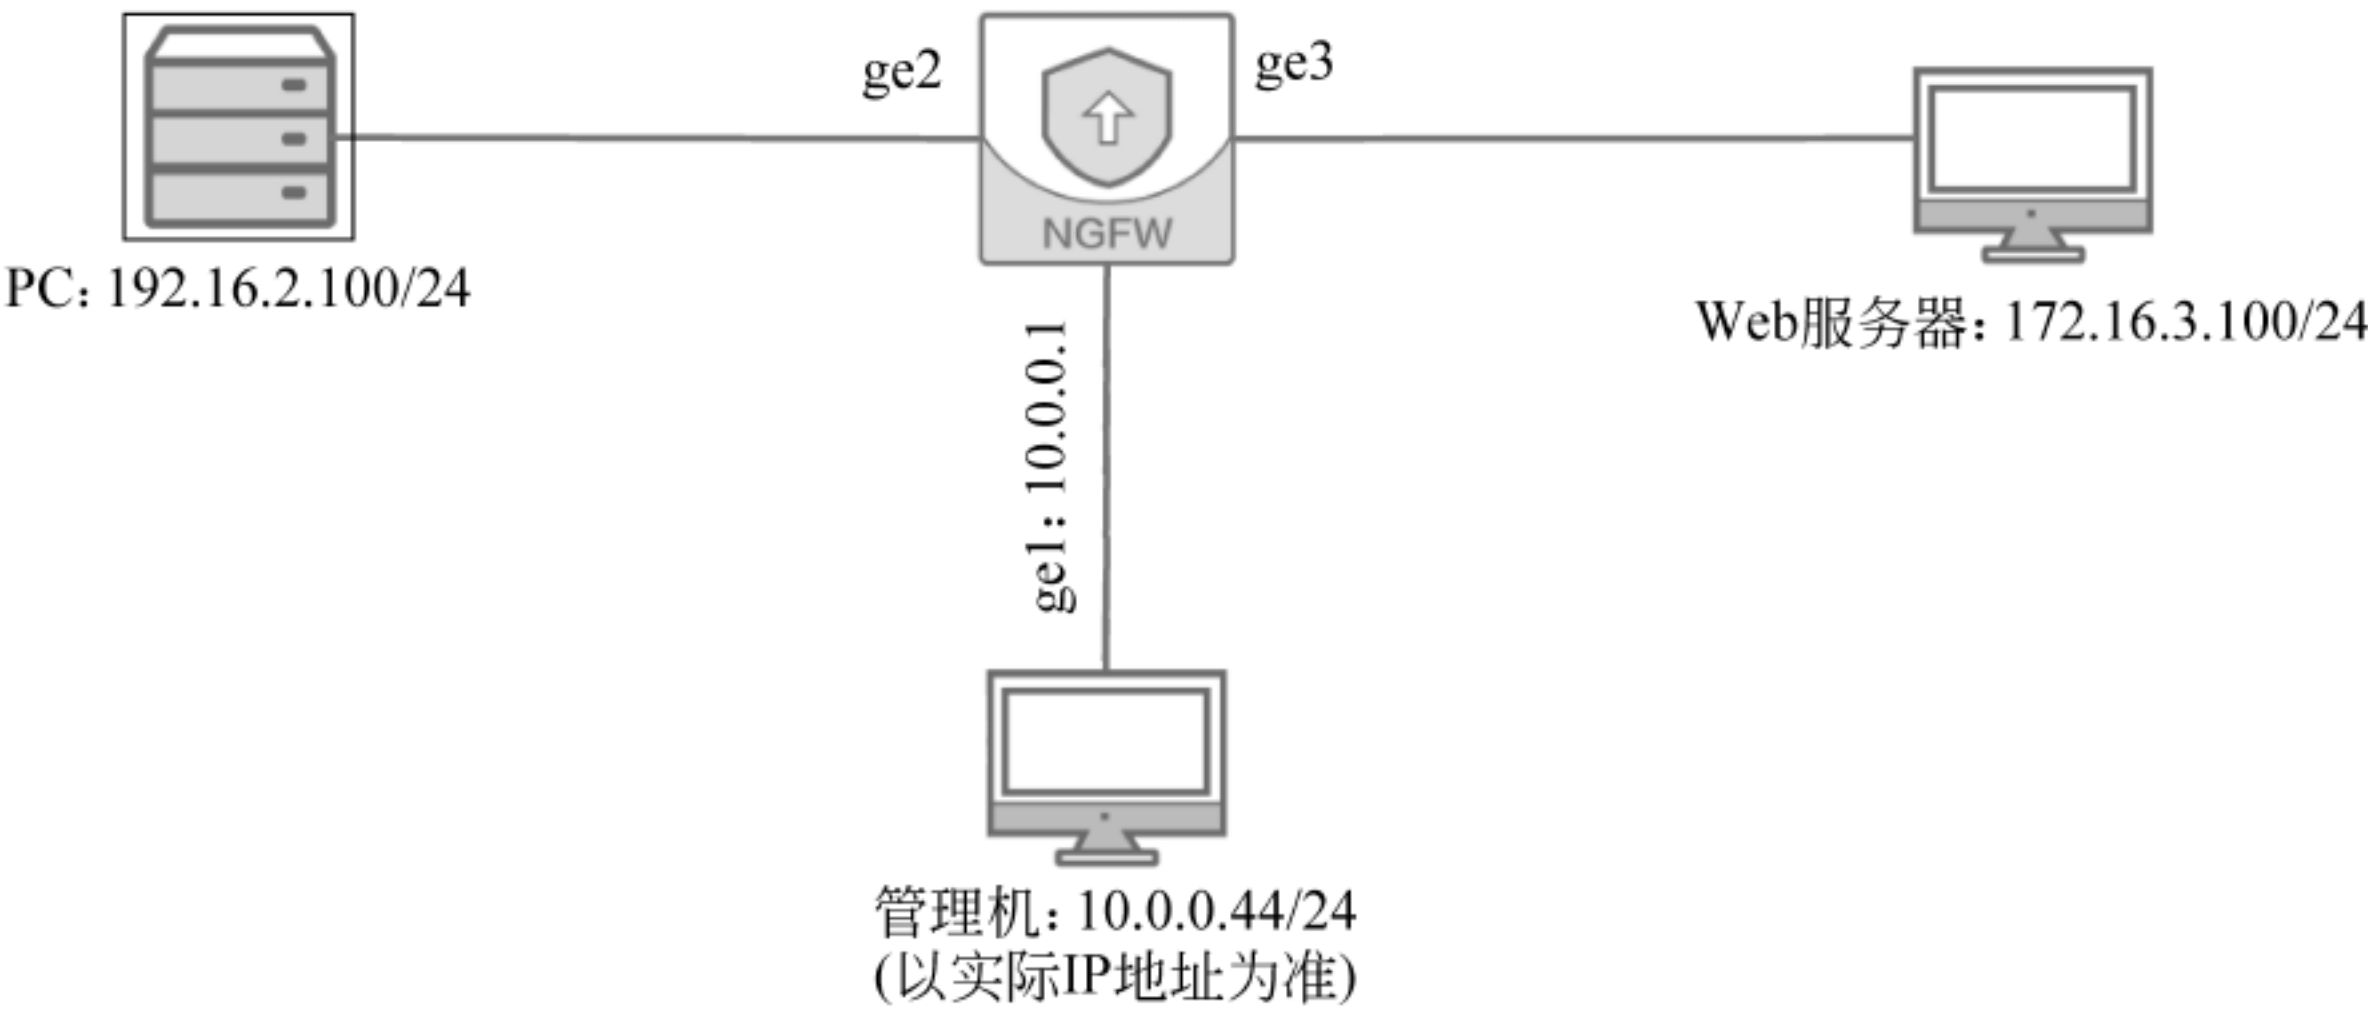 ge2
ge3
NGFW
PC: 192.16.2.100/24
Web服务器: 172.16.3.100/24
ge1: 10.0.0.1
管理机: 10.0.0.44/24
(以实际IP地址为准)